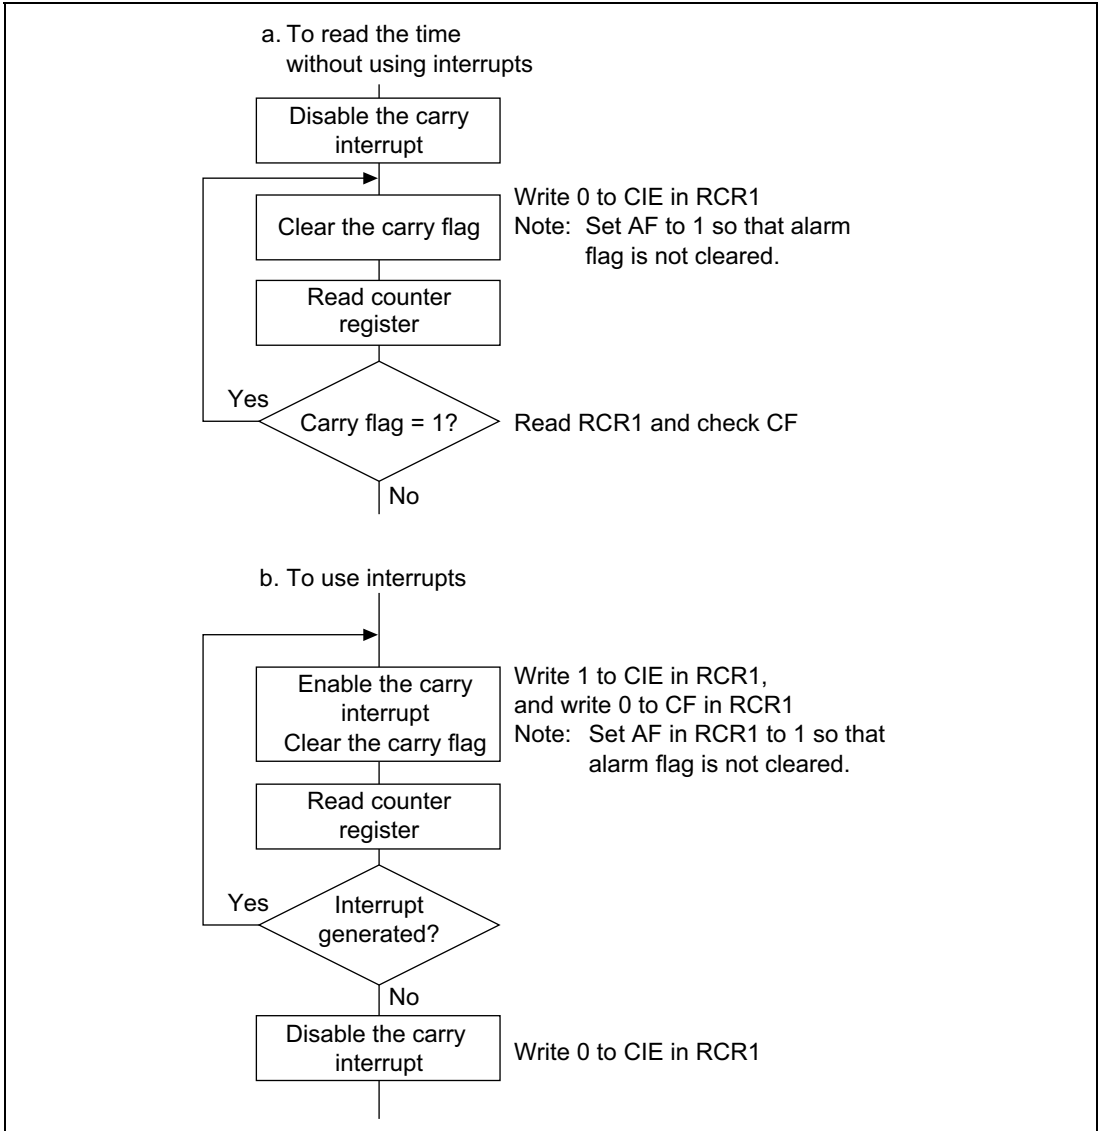 a. To read the time
without using interrupts
Disable the carry
interrupt
Write 0 to CIE in RCR1
Clear the carry flag
Note: Set AF to 1 so that alarm
flag is not cleared.
Read counter
register
Yes
Carry flag = 1?
Read RCR1 and check CF
No
b. To use interrupts
Enable the carry
interrupt
Clear the carry flag
Write 1 to CIE in RCR1,
and write 0 to CF in RCR1
Note: Set AF in RCR1 to 1 so that
alarm flag is not cleared.
Read counter
register
Yes
Interrupt
generated?
No
Disable the carry
interrupt
Write 0 to CIE in RCR1